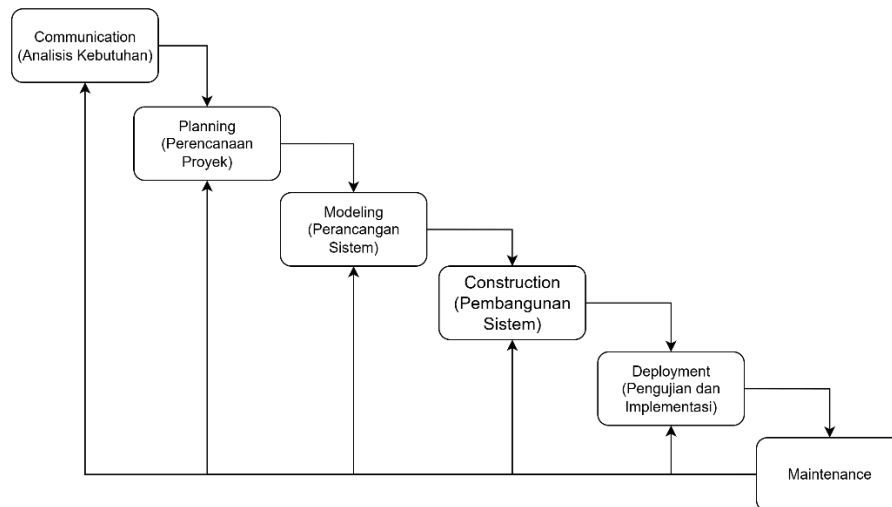 Communication
(Analisis Kebutuhan)
Planning
(Perencanaan
Proyek)
Modeling
(Perancangan
Sistem)
Construction
(Pembangunan
Sistem)
Deployment
(Pengujian dan
Implementasi)
Maintenance